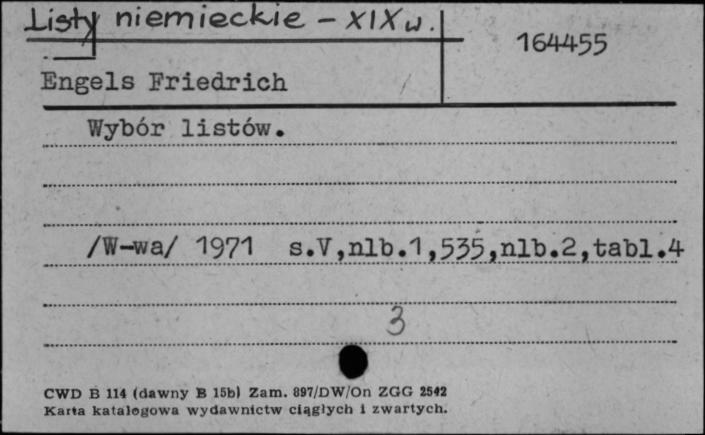 Listy niemieckie - XIX w.
164455
Engels Friedrich
Wybór listów.
/W-wa/ 1971 s.V,nlb.1,535,nlb.2,tabl.4
3
CWD B 114 (dawny B 15b) Zam. 897/DW/On ZGG 2542
Karta katalogowa wydawnictw ciągłych i zwartych.